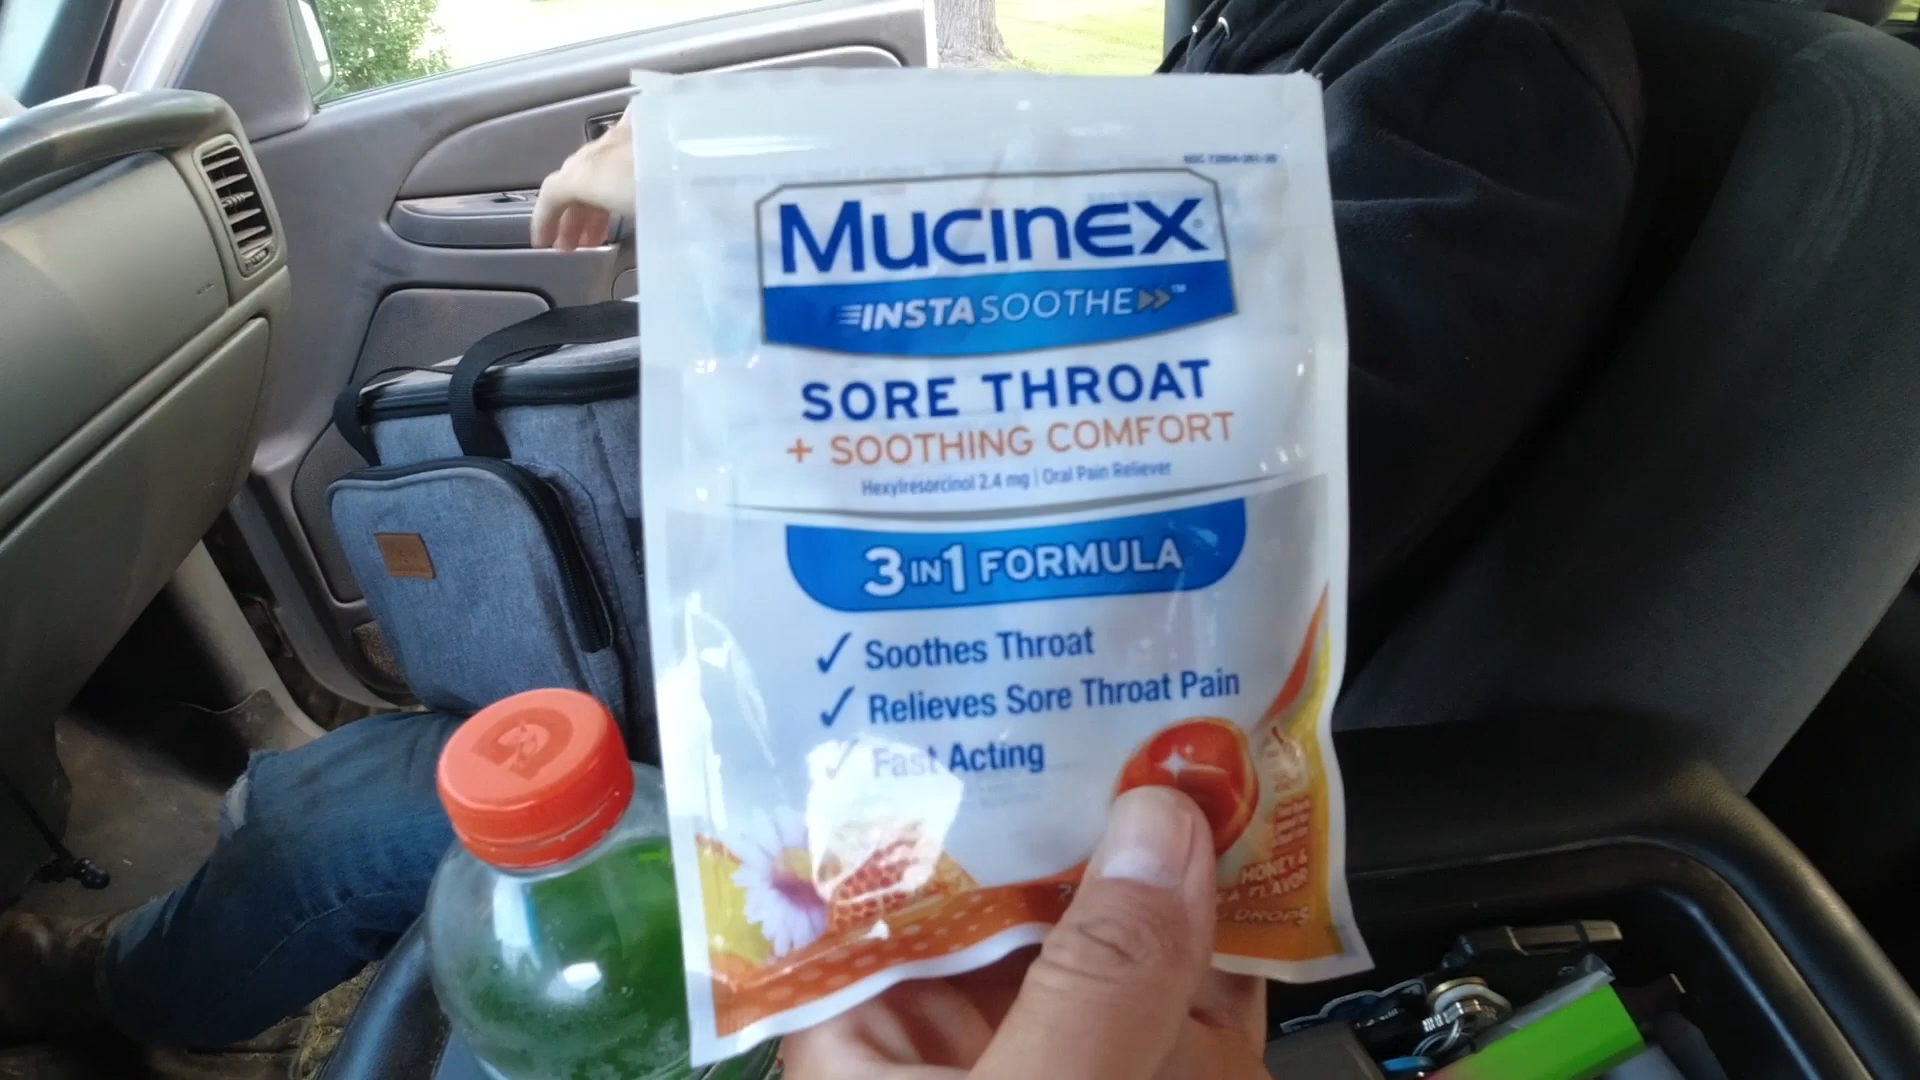 Mucinex
INSTASOOTHE
SORE THROAT
+ SOOTHING COMFORT
Hexylresorcinol 2.4 mg | Oral Pain Reliever
3 IN 1 FORMULA
✓ Soothes Throat
✓ Relieves Sore Throat Pain
✓ Fast Acting
HONEY &
FLAVOR
DROPS